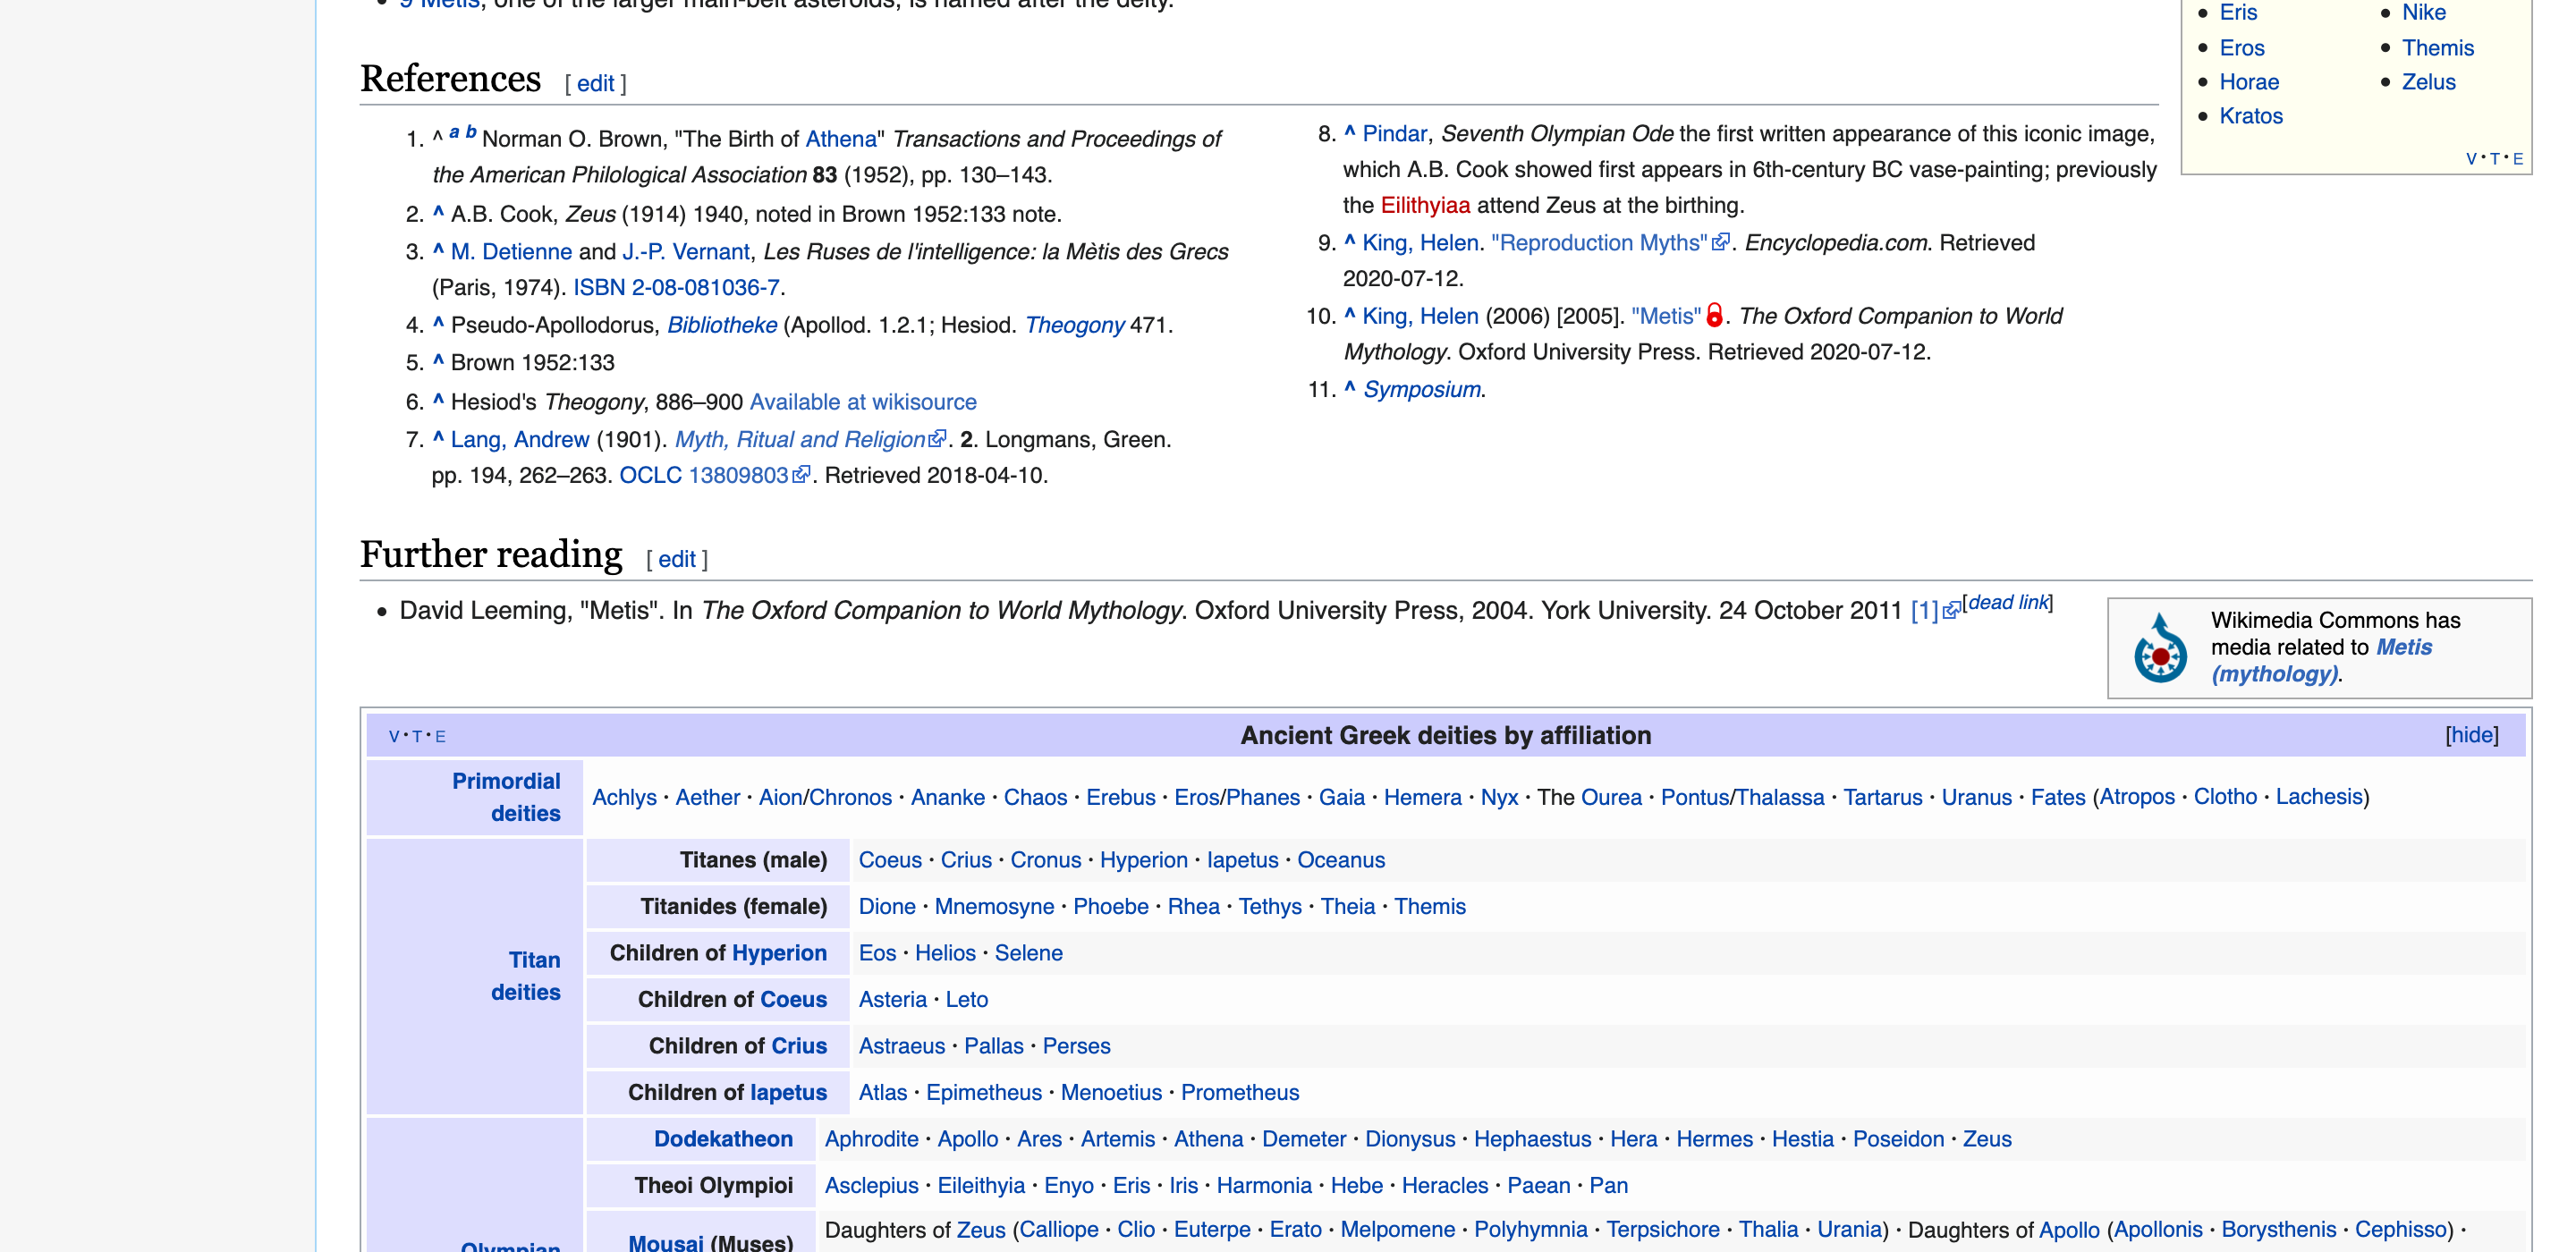 9 Metis, one of the larger main-belt asteroids, is named after the deity.
References [ edit ]
1. ^ a b Norman O. Brown, "The Birth of Athena" Transactions and Proceedings of
the American Philological Association 83 (1952), pp. 130–143.
2. ^ A.B. Cook, Zeus (1914) 1940, noted in Brown 1952:133 note.
3. ^ M. Detienne and J.-P. Vernant, Les Ruses de l'intelligence: la Mètis des Grecs
(Paris, 1974). ISBN 2-08-081036-7.
4. ^ Pseudo-Apollodorus, Bibliotheke (Apollod. 1.2.1; Hesiod. Theogony 471.
5. ^ Brown 1952:133
6. ^ Hesiod's Theogony, 886–900 Available at wikisource
7. ^ Lang, Andrew (1901). Myth, Ritual and Religion. 2. Longmans, Green.
pp. 194, 262–263. OCLC 13809803. Retrieved 2018-04-10.
8. ^ Pindar, Seventh Olympian Ode the first written appearance of this iconic image,
which A.B. Cook showed first appears in 6th-century BC vase-painting; previously
the Eilithyiaa attend Zeus at the birthing.
9. ^ King, Helen. "Reproduction Myths". Encyclopedia.com. Retrieved
2020-07-12.
10. ^ King, Helen (2006) [2005]. "Metis". The Oxford Companion to World
Mythology. Oxford University Press. Retrieved 2020-07-12.
11. ^ Symposium.
• Eris
• Eros
• Horae
• Kratos
• Nike
• Themis
• Zelus
V · T · E
Further reading [ edit ]
• David Leeming, "Metis". In The Oxford Companion to World Mythology. Oxford University Press, 2004. York University. 24 October 2011 [1][dead link]
Wikimedia Commons has
media related to Metis
(mythology).
V · T · E
Ancient Greek deities by affiliation
[hide]
Primordial
deities
Achlys · Aether · Aion/Chronos · Ananke · Chaos · Erebus · Eros/Phanes · Gaia · Hemera · Nyx · The Ourea · Pontus/Thalassa · Tartarus · Uranus · Fates (Atropos · Clotho · Lachesis)
Titan
deities
Titanes (male) Coeus · Crius · Cronus · Hyperion · Iapetus · Oceanus
Titanides (female) Dione · Mnemosyne · Phoebe · Rhea · Tethys · Theia · Themis
Children of Hyperion Eos · Helios · Selene
Children of Coeus Asteria · Leto
Children of Crius Astraeus · Pallas · Perses
Children of Iapetus Atlas · Epimetheus · Menoetius · Prometheus
Olympian
Dodekatheon Aphrodite · Apollo · Ares · Artemis · Athena · Demeter · Dionysus · Hephaestus · Hera · Hermes · Hestia · Poseidon · Zeus
Theoi Olympioi Asclepius · Eileithyia · Enyo · Eris · Iris · Harmonia · Hebe · Heracles · Paean · Pan
Mousai (Muses) Daughters of Zeus (Calliope · Clio · Euterpe · Erato · Melpomene · Polyhymnia · Terpsichore · Thalia · Urania) · Daughters of Apollo (Apollonis · Borysthenis · Cephisso) ·